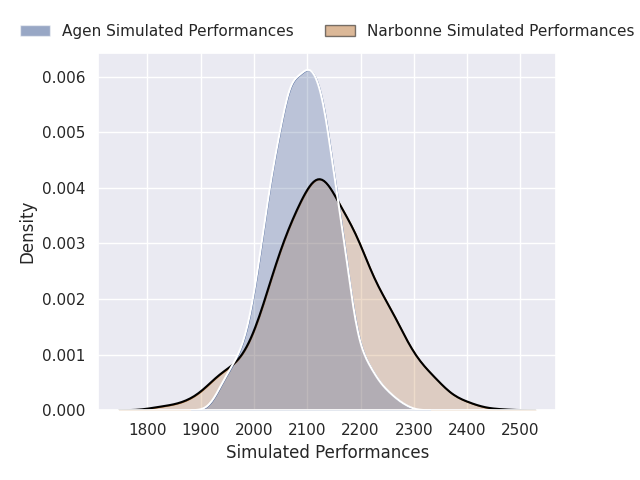 Agen Simulated Performances
Narbonne Simulated Performances
0.006
0.005
0.004
0.003
0.002
0.001
0.000
Density
1800 1900 2000 2100 2200 2300 2400 2500
Simulated Performances